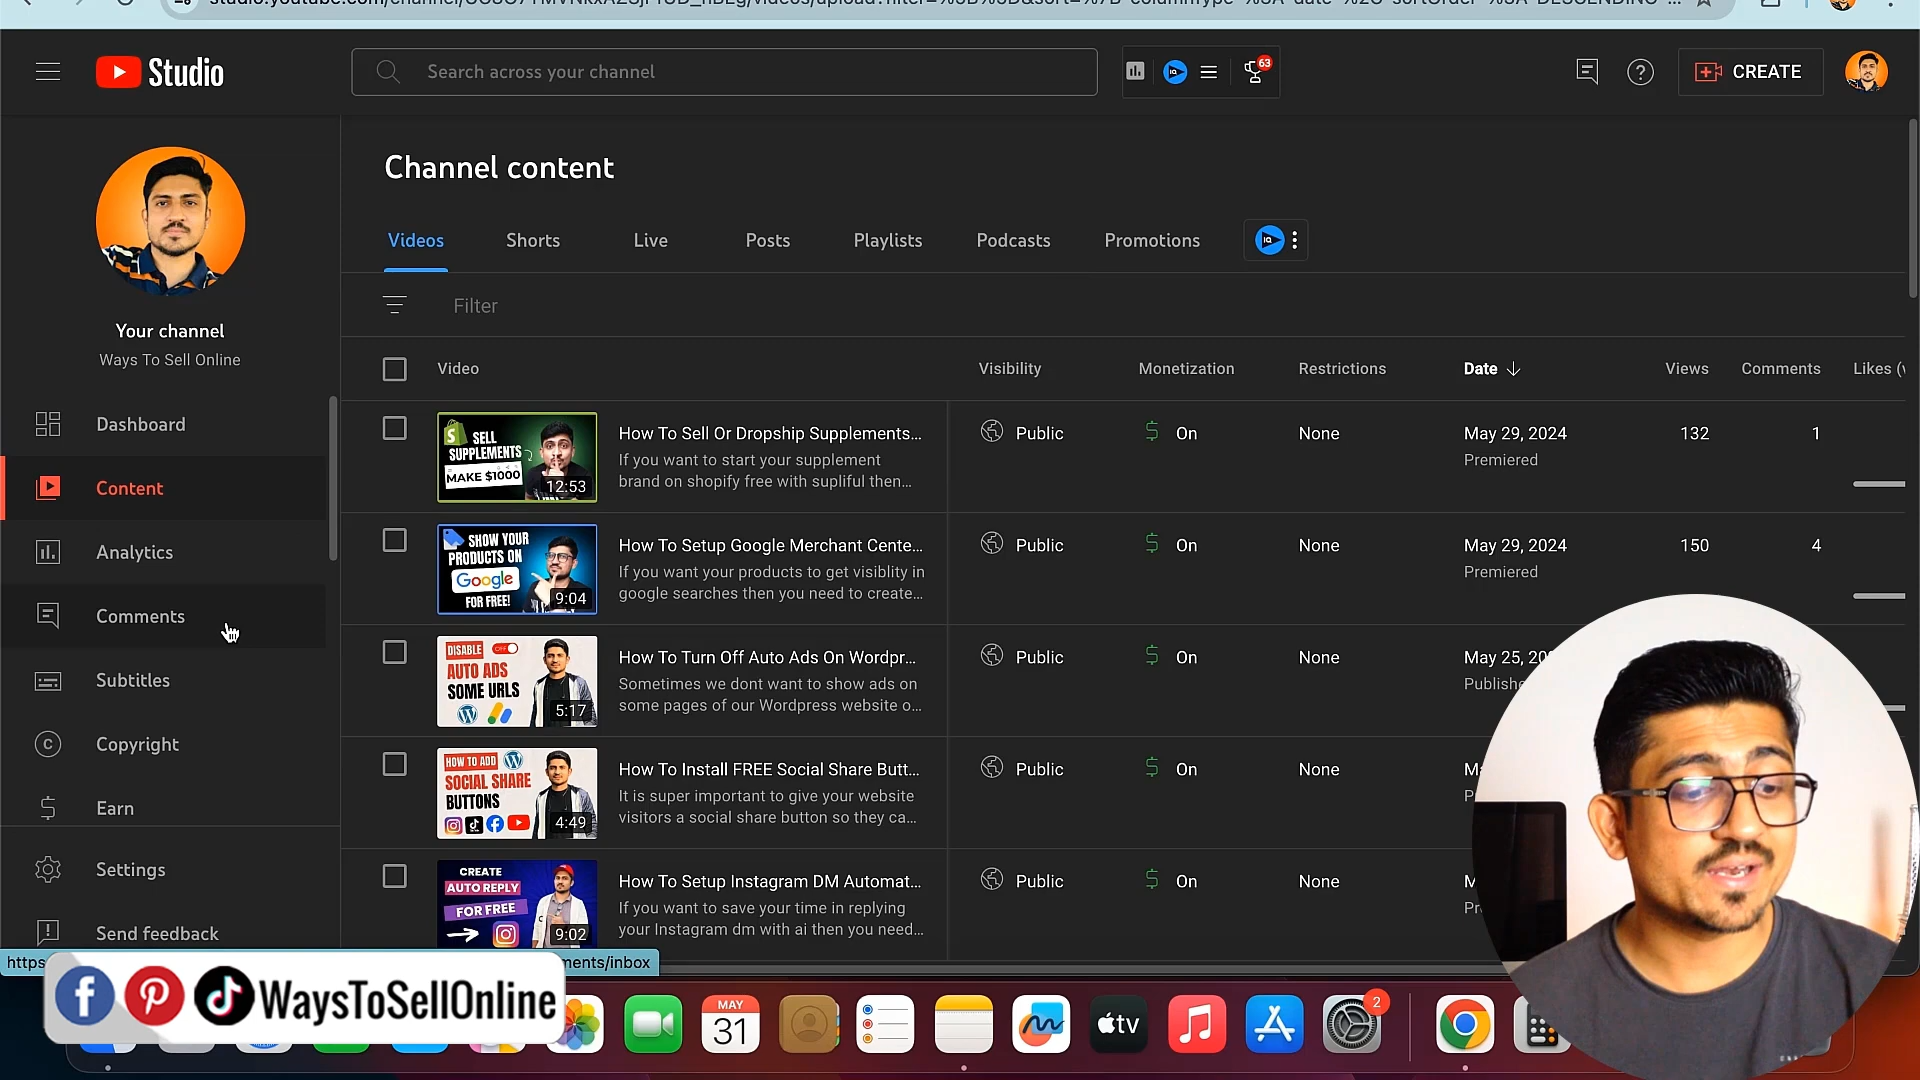 Studio
Search across your channel
63
CREATE
Your channel
Ways To Sell Online
Dashboard
Content
Analytics
Comments
Subtitles
Copyright
Earn
Settings
Send feedback
Channel content
Videos
Shorts
Live
Posts
Playlists
Podcasts
Promotions
IQ
Filter
Video
Visibility
Monetization
Restrictions
Date
Views
Comments
Likes (v
SELL
SUPPLEMENTS
MAKE $1000
12:53
How To Sell Or Dropship Supplements...
If you want to start your supplement
brand on shopify free with supliful then...
Public
On
None
May 29, 2024
Premiered
132
1
SHOW YOUR
PRODUCTS ON
Google
FOR FREE!
9:04
How To Setup Google Merchant Cente...
If you want your products to get visiblity in
google searches then you need to create...
Public
On
None
May 29, 2024
Premiered
150
4
DISABLE
OFF
AUTO ADS
SOME URLS
5:17
How To Turn Off Auto Ads On Wordpr...
Sometimes we dont want to show ads on
some pages of our Wordpress website o...
Public
On
None
May 25, 20
Publishe
HOW TO ADD
SOCIAL SHARE
BUTTONS
4:49
How To Install FREE Social Share Butt...
It is super important to give your website
visitors a social share button so they ca...
Public
On
None
CREATE
AUTO REPLY
FOR FREE
9:02
How To Setup Instagram DM Automat...
If you want to save your time in replying
your Instagram dm with ai then you need...
Public
On
None
https
ments/inbox
WaysToSellOnline
MAY
31
tv
2